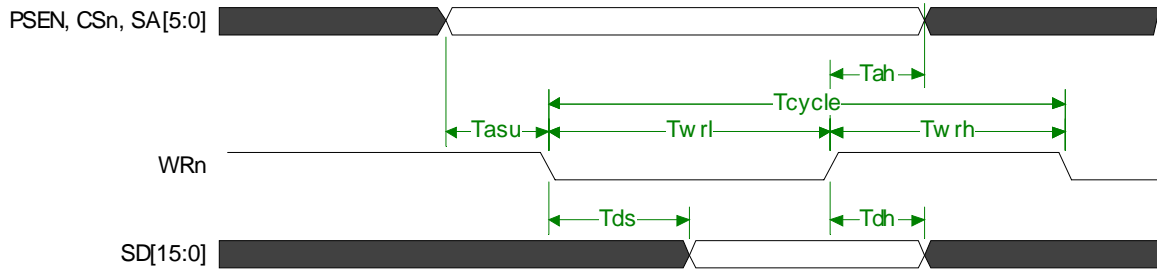 PSEN, CSn, SA[5:0]
Tah
Tcycle
Tasu Twrl Twrh
WRn
Tds Tdh
SD[15:0]